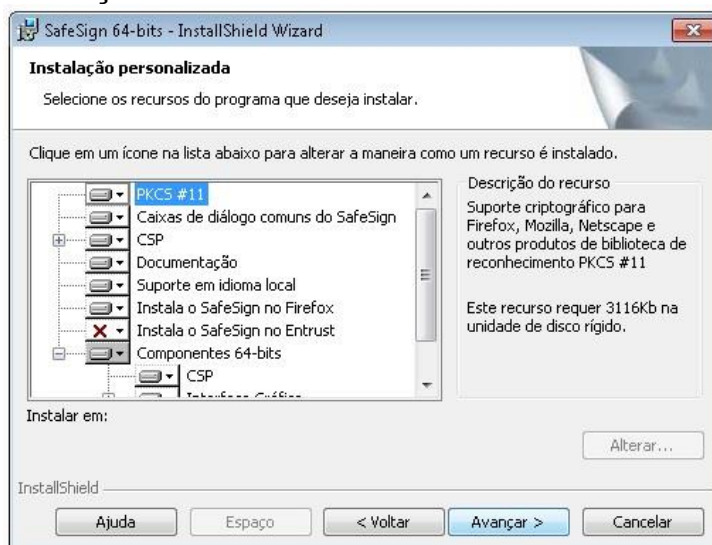 SafeSign 64-bits - InstallShield Wizard
Instalação personalizada
Selecione os recursos do programa que deseja instalar.
Clique em um ícone na lista abaixo para alterar a maneira como um recurso é instalado.
PKCS #11
Caixas de diálogo comuns do SafeSign
CSP
Documentação
Suporte em idioma local
Instala o SafeSign no Firefox
Instala o SafeSign no Entrust
Componentes 64-bits
CSP
Interface Gráfica
Descrição do recurso
Suporte criptográfico para
Firefox, Mozilla, Netscape e
outros produtos de biblioteca de
reconhecimento PKCS #11
Este recurso requer 3116Kb na
unidade de disco rígido.
Instalar em:
Alterar...
InstallShield
Ajuda
Espaço
< Voltar
Avançar >
Cancelar